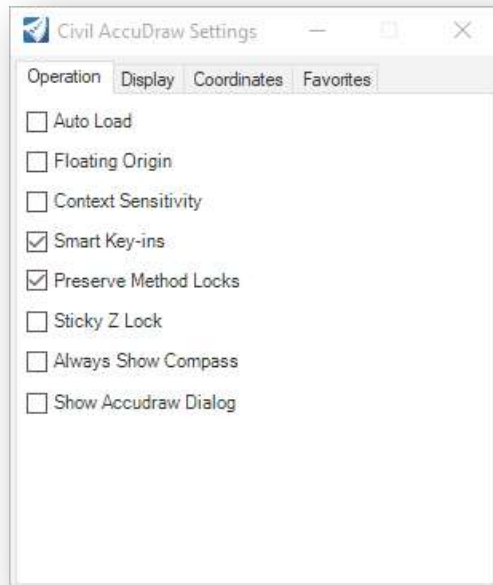 Civil AccuDraw Settings
Operation Display Coordinates Favorites
Auto Load
Floating Origin
Context Sensitivity
Smart Key-ins
Preserve Method Locks
Sticky Z Lock
Always Show Compass
Show Accudraw Dialog